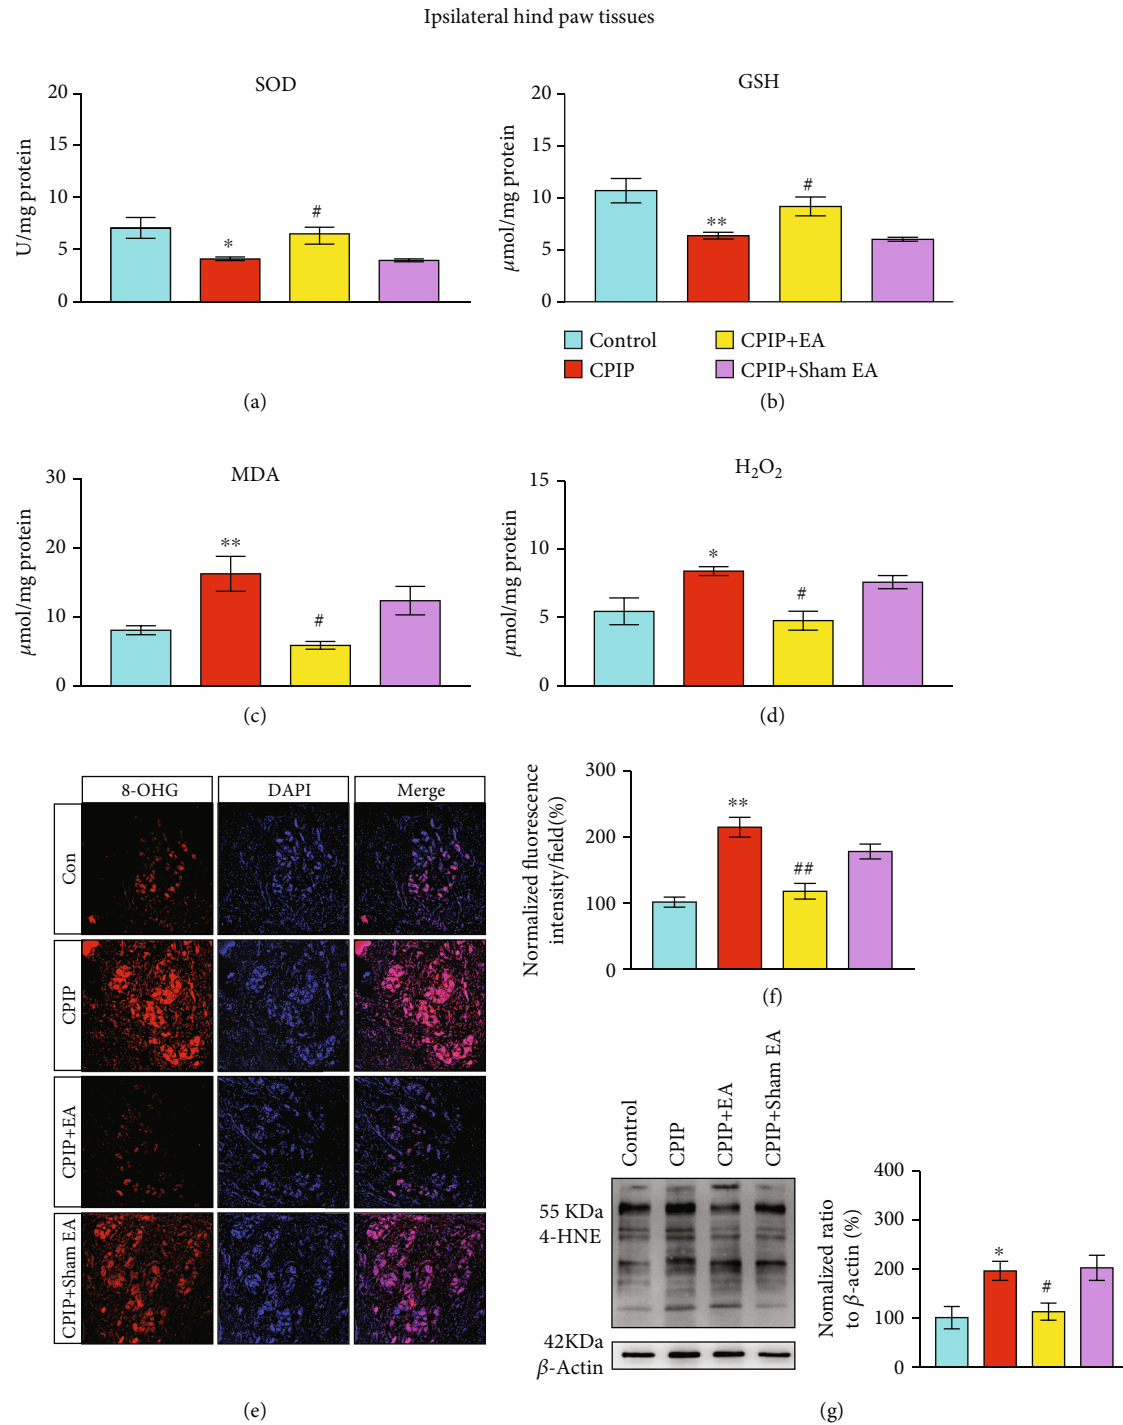 Ipsilateral hind paw tissues
SOD
U/mg protein
20
15
10
5
0
*
#
(a)
GSH
μmol/mg protein
20
15
10
5
0
**
#
Control
CPIP+EA
CPIP
CPIP+Sham EA
(b)
MDA
μmol/mg protein
30
20
10
0
**
#
(c)
H₂O₂
μmol/mg protein
15
10
5
0
*
#
(d)
8-OHG DAPI Merge
Con
CPIP
CPIP+EA
CPIP+Sham EA
(e)
Normalized fluorescence
intensity/field(%)
300
200
100
0
**
##
(f)
Control
CPIP
CPIP+EA
CPIP+Sham EA
55 KDa
4-HNE
42KDa
β-Actin
Nomalized ratio
to β-actin (%)
400
300
200
100
0
*
#
(g)